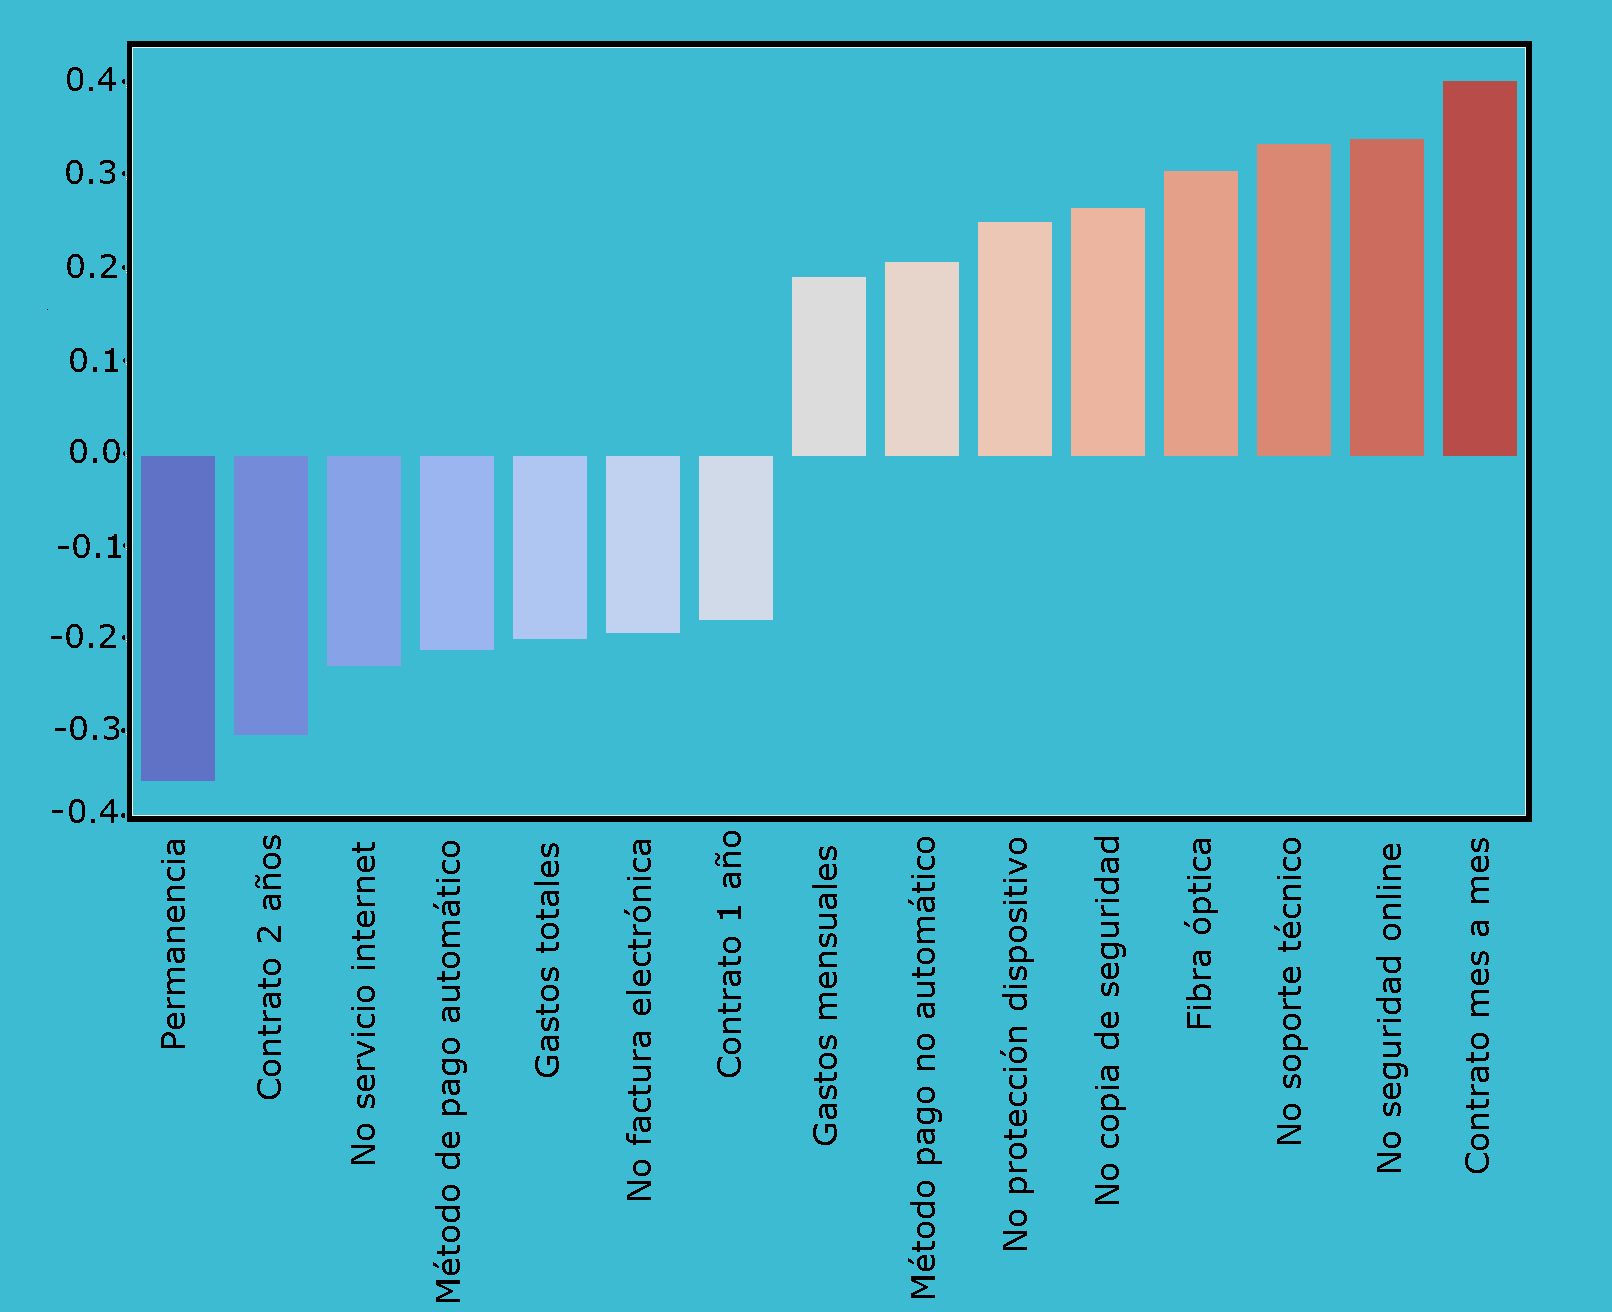 0.4
0.3
0.2
0.1
0.0
-0.1
-0.2
-0.3
-0.4
Permanencia
Contrato 2 años
No servicio internet
Método de pago automático
Gastos totales
No factura electrónica
Contrato 1 año
Gastos mensuales
Método pago no automático
No protección dispositivo
No copia de seguridad
Fibra óptica
No soporte técnico
No seguridad online
Contrato mes a mes